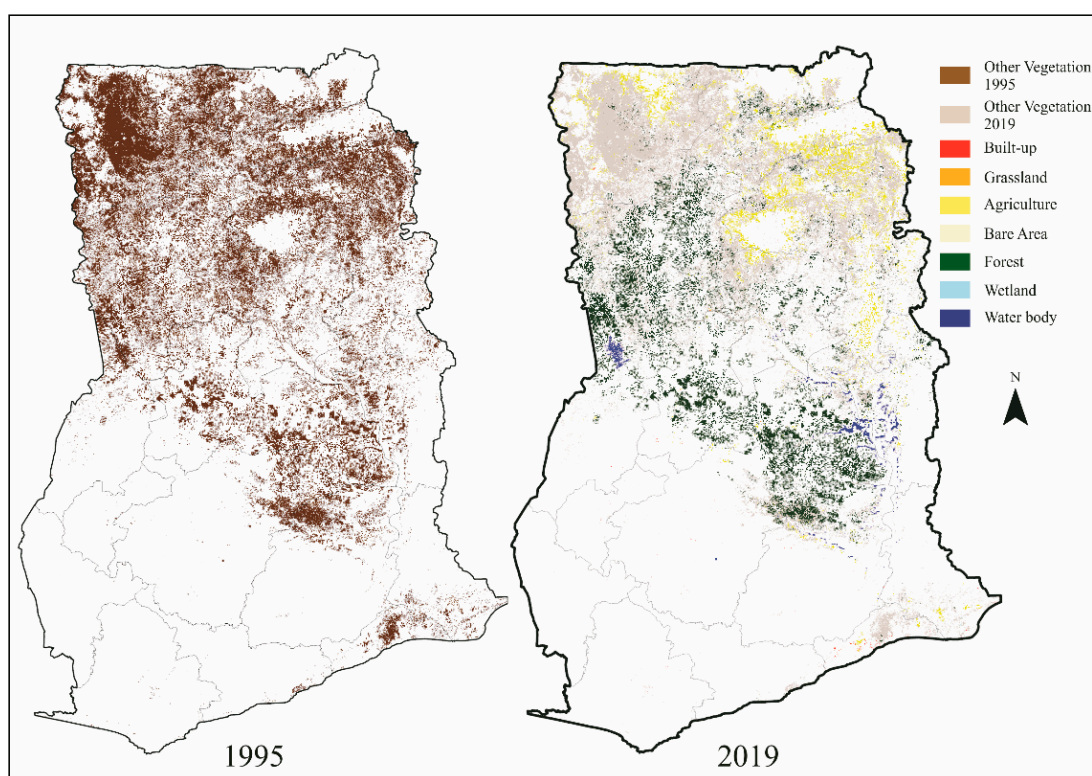 Other Vegetation
1995
Other Vegetation
2019
Built-up
Grassland
Agriculture
Bare Area
Forest
Wetland
Water body
N
1995
2019